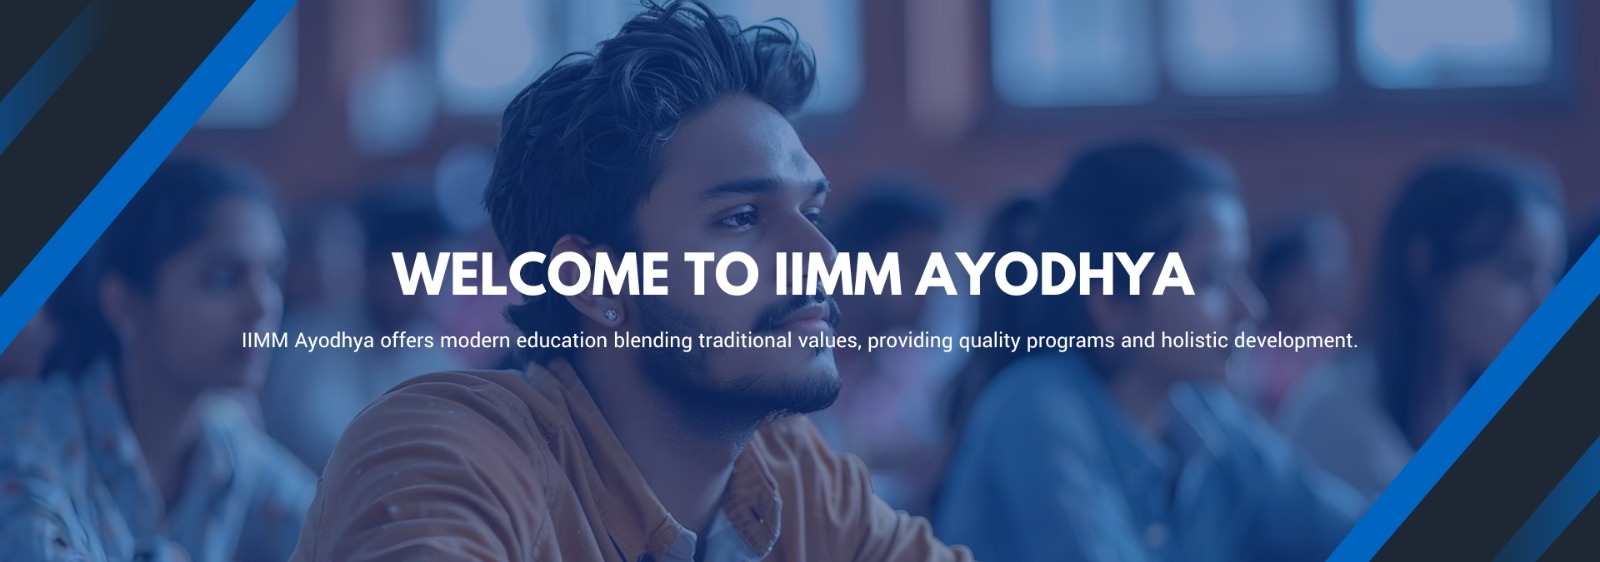 WELCOME TO IIMM AYODHYA
IIMM Ayodhya offers modern education blending traditional values, providing quality programs and holistic development.